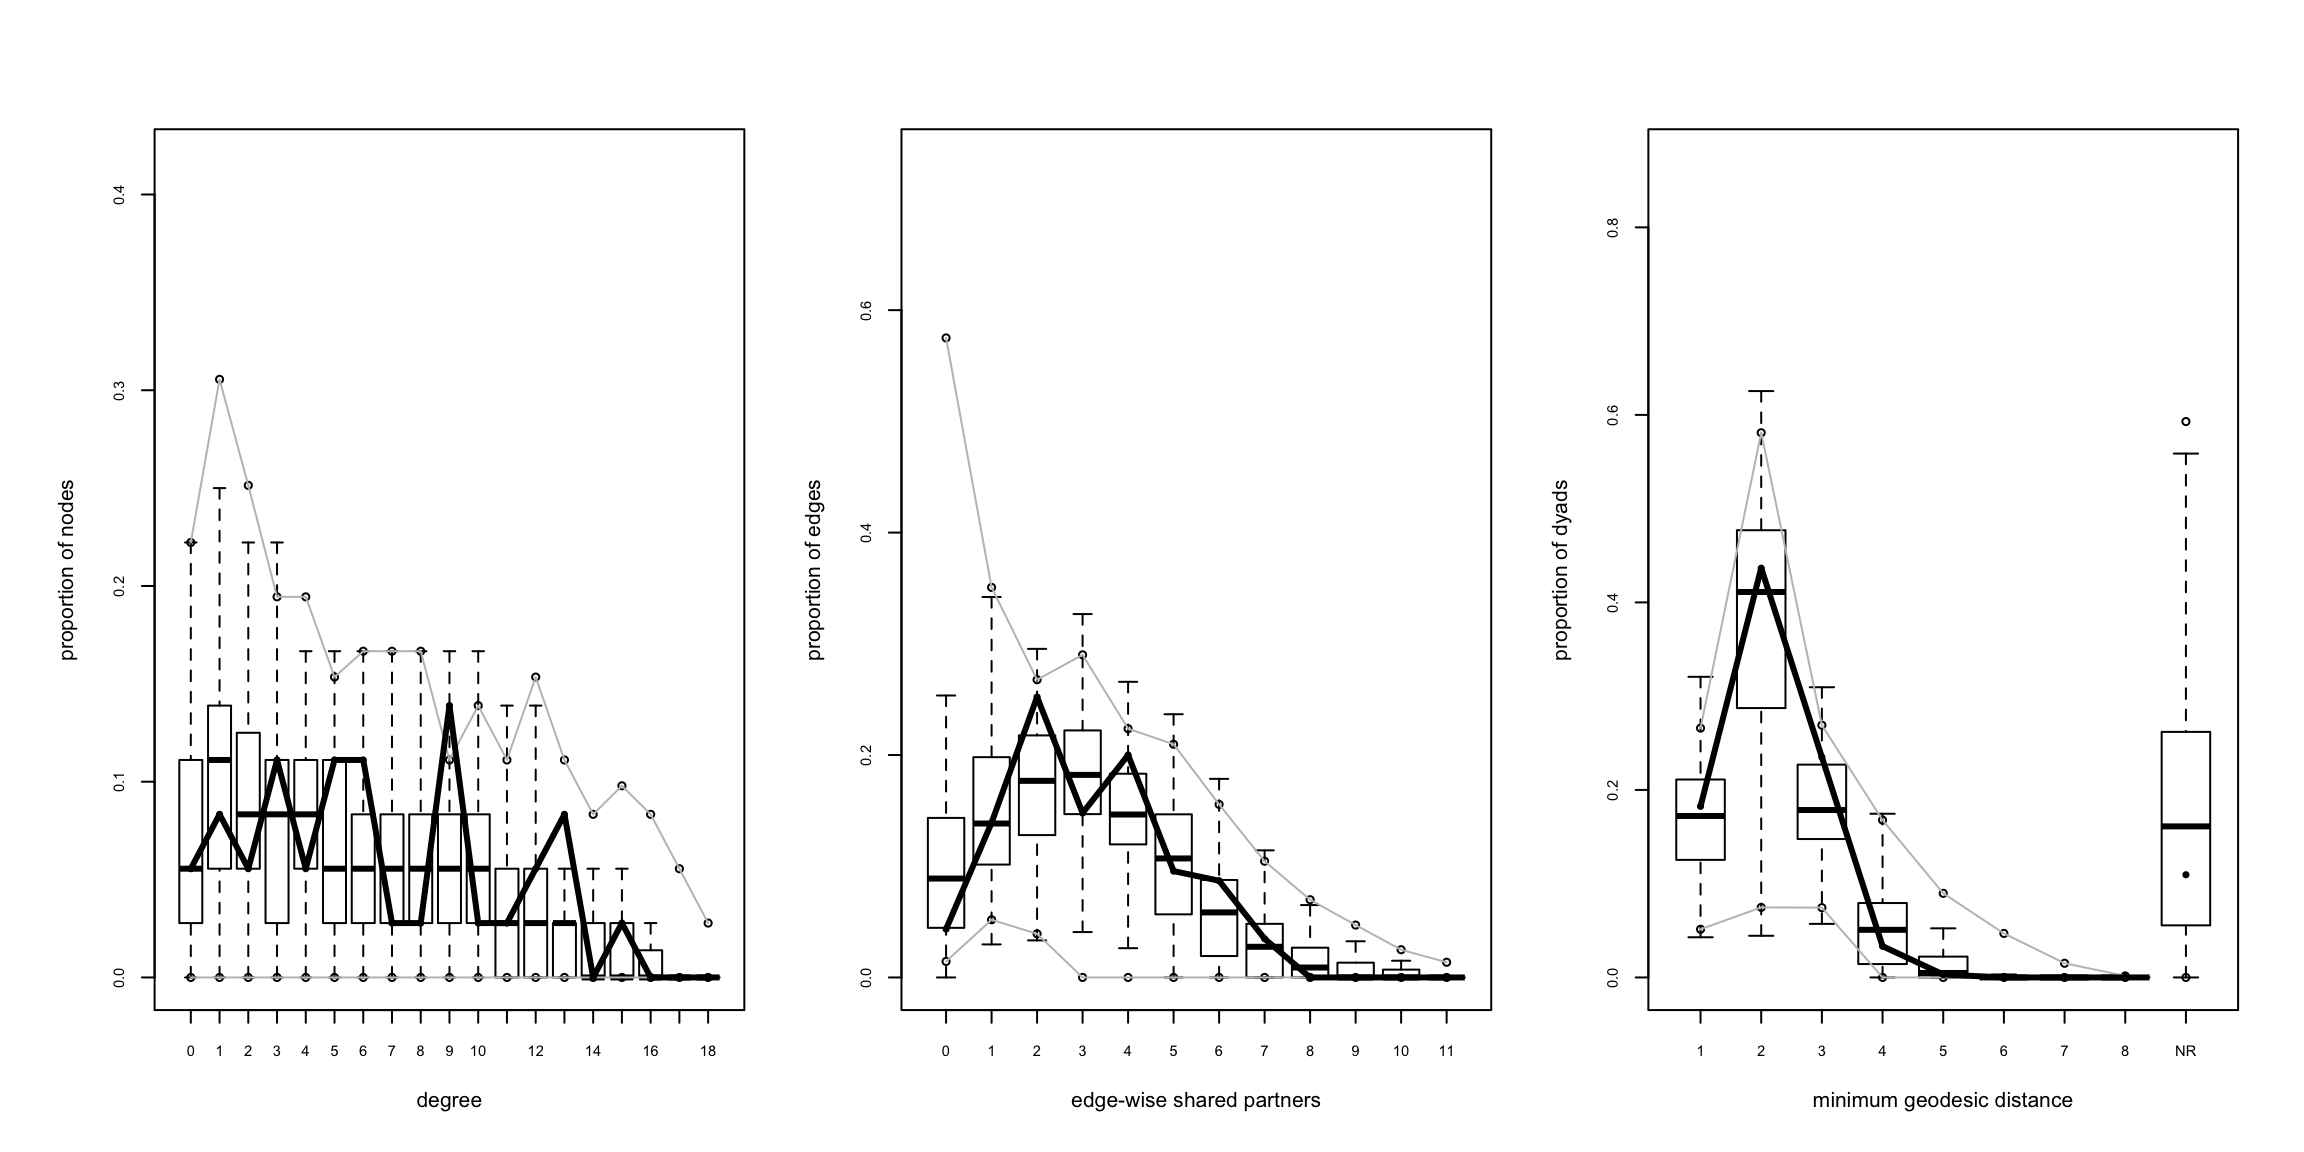 proportion of nodes
0.0 0.1 0.2 0.3 0.4
0 1 2 3 4 5 6 7 8 9 10 12 14 16 18
degree
proportion of edges
0.0 0.2 0.4 0.6
0 1 2 3 4 5 6 7 8 9 10 11
edge-wise shared partners
proportion of dyads
0.0 0.2 0.4 0.6 0.8
1 2 3 4 5 6 7 8 NR
minimum geodesic distance